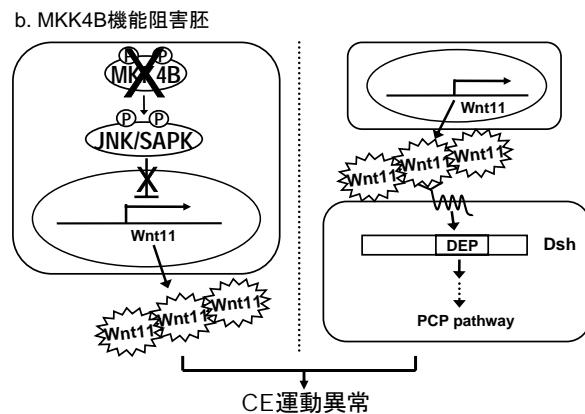 b. MKK4B機能阻害胚
P P
MKK4B
P P
JNK/SAPK
Wnt11
Wnt11 Wnt11 Wnt11
Wnt11
Wnt11 Wnt11 Wnt11
DEP Dsh
PCP pathway
CE運動異常